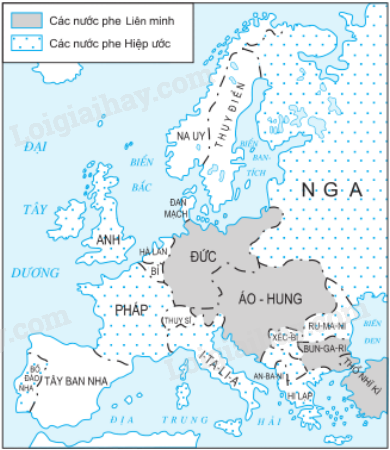 Các nước phe Liên minh
Các nước phe Hiệp ước
Loigiaihay.com
NA UY
THUỴ ĐIỂN
BIỂN
BAN-
TÍCH
ĐẠI
TÂY
DƯƠNG
BIỂN
BẮC
ĐAN
MẠCH
NGA
ANH
HÀ LAN
BỈ
ĐỨC
PHÁP
THUỴ SĨ
ÁO - HUNG
RU-MA-NI
XÉC-BI
BUN-GA-RI
BIỂN
ĐEN
THỔ NHĨ KÌ
I-TA-LI-A
AN-BA-NI
HI LẠP
BỒ
ĐÀO
NHA
TÂY BAN NHA
ĐỊA TRUNG HẢI